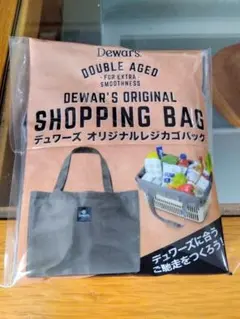 Dewar's.
DOUBLE AGED
FOR EXTRA
SMOOTHNESS
DEWAR'S ORIGINAL
SHOPPING BAG
デュワーズ オリジナルレジカゴバック
デュワーズに合う
ご馳走をつくろう!